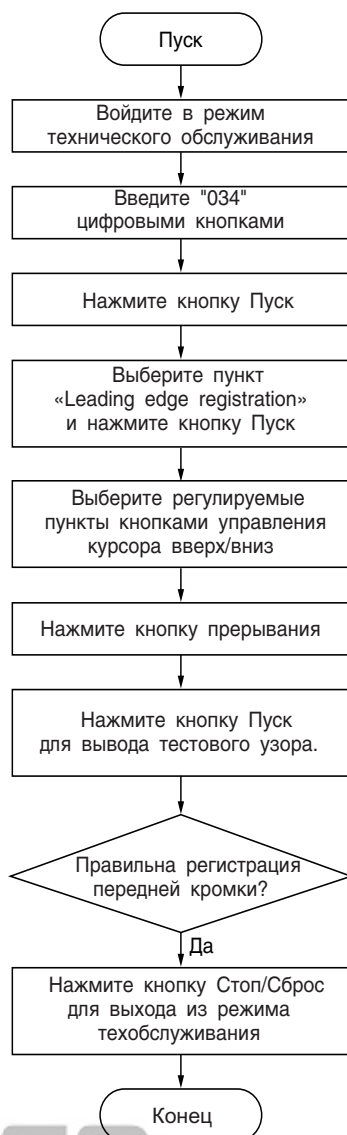 Пуск
Войдите в режим
технического обслуживания
Введите "034"
цифровыми кнопками
Нажмите кнопку Пуск
Выберите пункт
«Leading edge registration»
и нажмите кнопку Пуск
Выберите регулируемые
пункты кнопками управления
курсора вверх/вниз
Нажмите кнопку прерывания
Нажмите кнопку Пуск
для вывода тестового узора.
Правильна регистрация
передней кромки?
Да
Нажмите кнопку Стоп/Сброс
для выхода из режима
техобслуживания
Конец